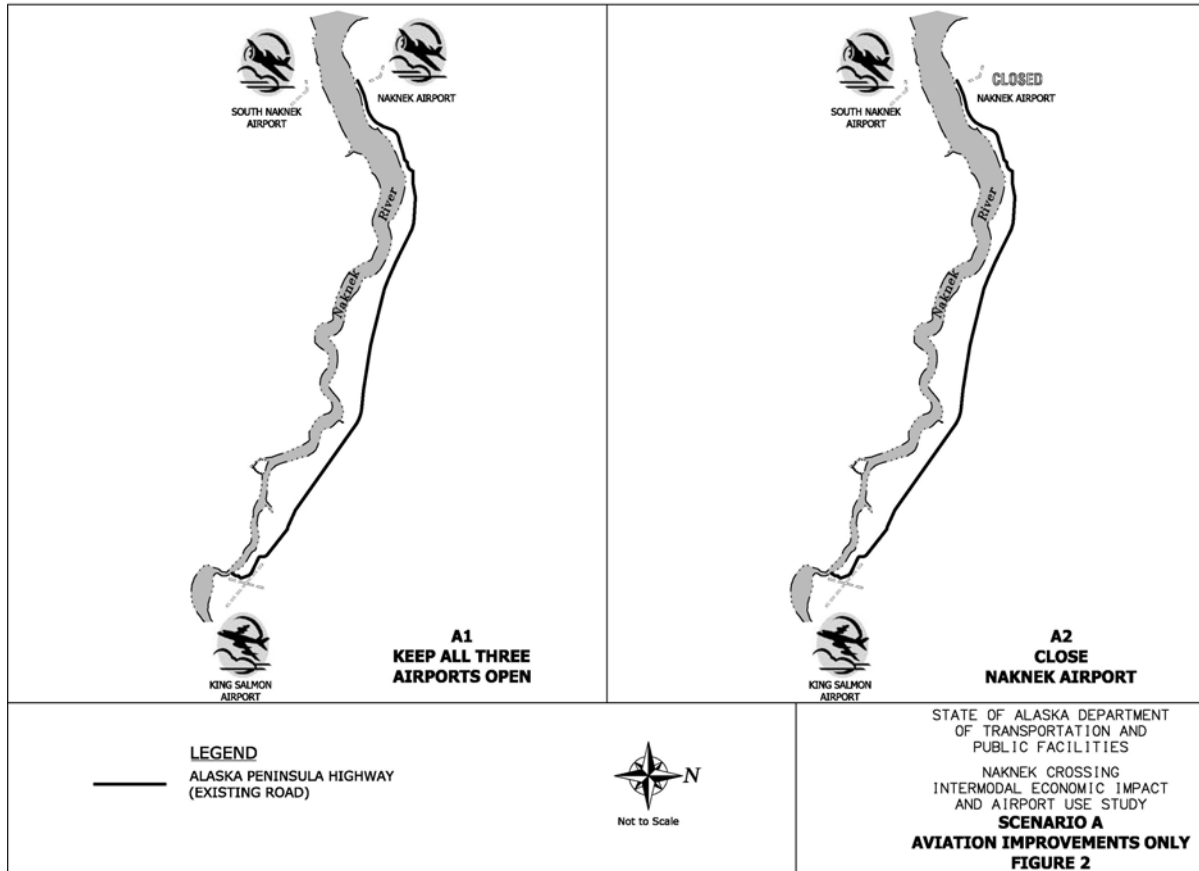 SOUTH NAKNEK
AIRPORT
NAKNEK AIRPORT
Naknek River
KING SALMON
AIRPORT
A1
KEEP ALL THREE
AIRPORTS OPEN
SOUTH NAKNEK
AIRPORT
CLOSED
NAKNEK AIRPORT
Naknek River
KING SALMON
AIRPORT
A2
CLOSE
NAKNEK AIRPORT
LEGEND
ALASKA PENINSULA HIGHWAY
(EXISTING ROAD)
N
Not to Scale
STATE OF ALASKA DEPARTMENT
OF TRANSPORTATION AND
PUBLIC FACILITIES
NAKNEK CROSSING
INTERMODAL ECONOMIC IMPACT
AND AIRPORT USE STUDY
SCENARIO A
AVIATION IMPROVEMENTS ONLY
FIGURE 2